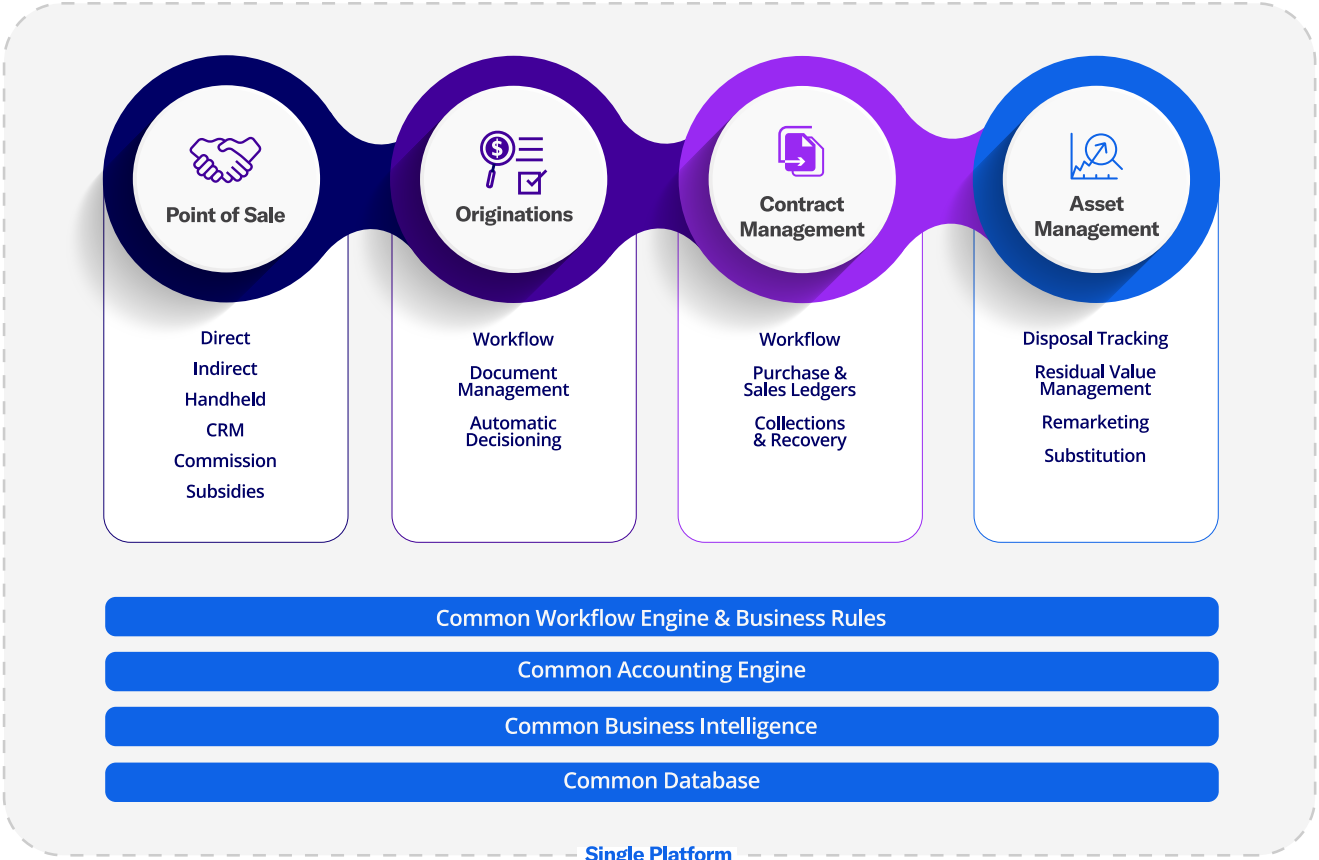 Point of Sale
Originations
Contract
Management
Asset
Management
Direct
Indirect
Handheld
CRM
Commission
Subsidies
Workflow
Document
Management
Automatic
Decisioning
Workflow
Purchase &
Sales Ledgers
Collections
& Recovery
Disposal Tracking
Residual Value
Management
Remarketing
Substitution
Common Workflow Engine & Business Rules
Common Accounting Engine
Common Business Intelligence
Common Database
Single Platform